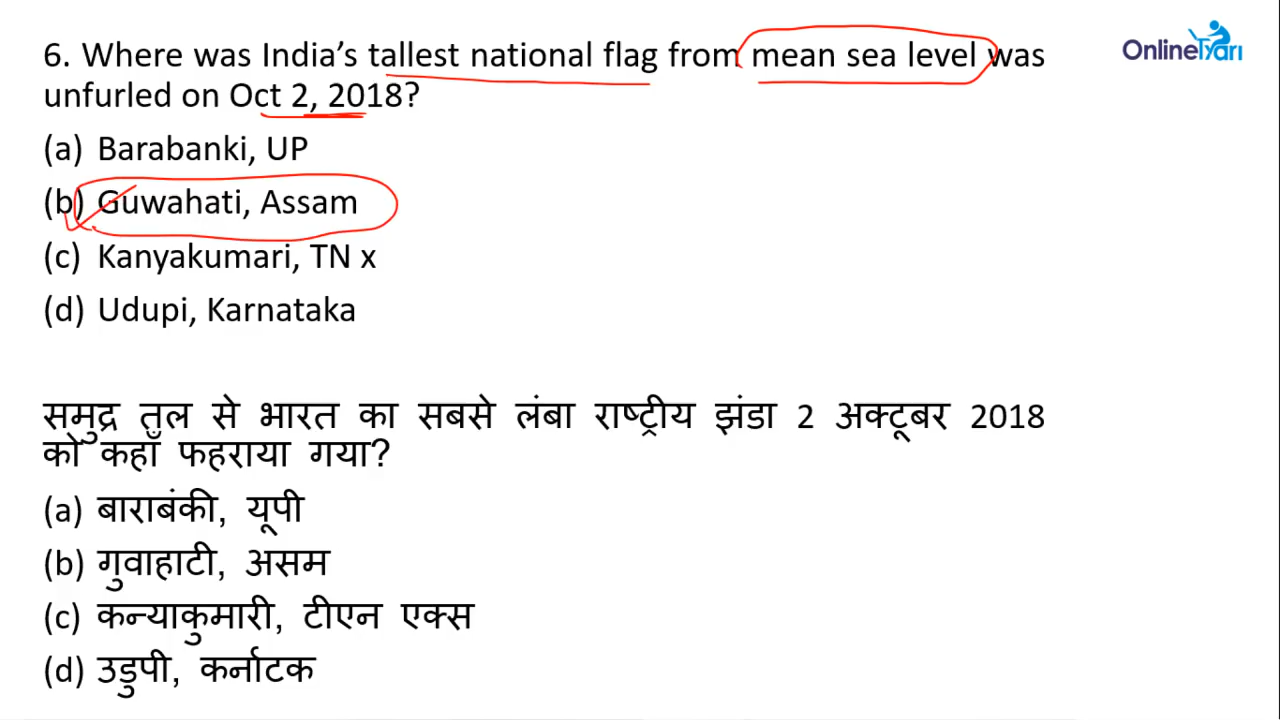 6. Where was India’s tallest national flag from mean sea level was
OnlineTyari
unfurled on Oct 2, 2018?
(a) Barabanki, UP
(b) Guwahati, Assam
(c) Kanyakumari, TN x
(d) Udupi, Karnataka
समुद्र तल से भारत का सबसे लंबा राष्ट्रीय झंडा 2 अक्टूबर 2018
को कहाँ फहराया गया?
(a) बाराबंकी, यूपी
(b) गुवाहाटी, असम
(c) कन्याकुमारी, टीएन एक्स
(d) उडुपी, कर्नाटक